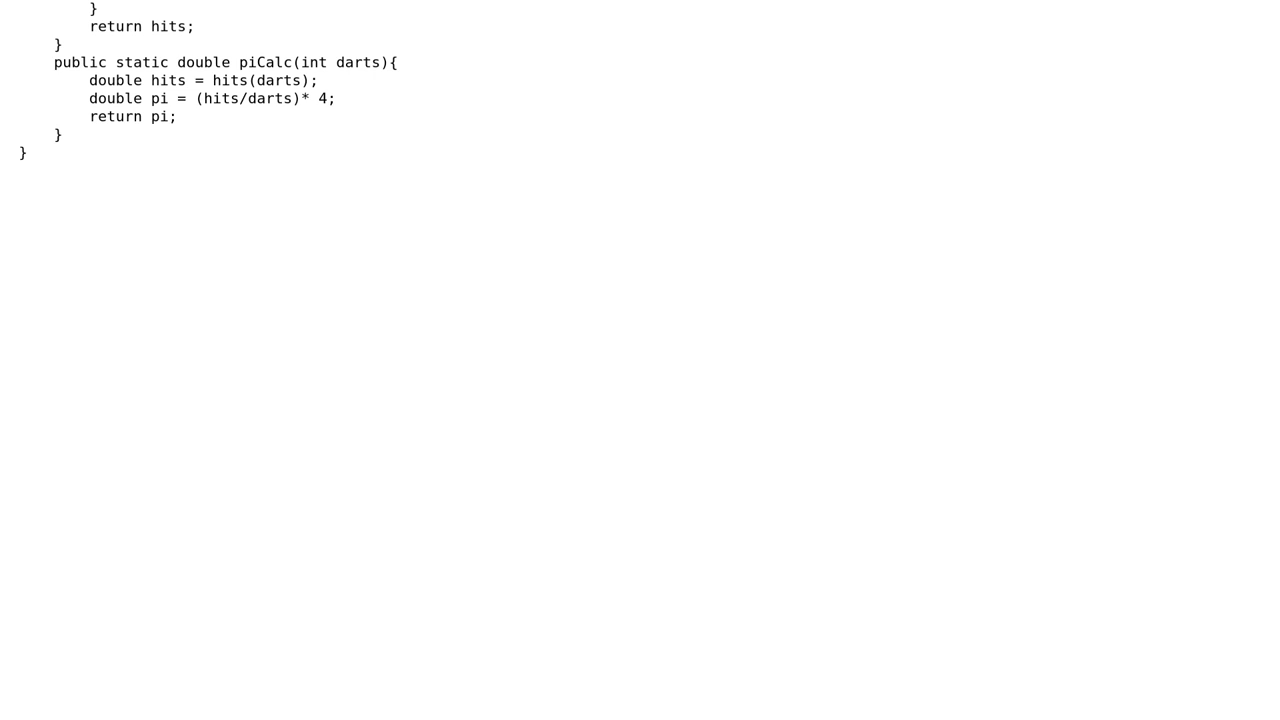 }
        return hits;
    }
    public static double piCalc(int darts){
        double hits = hits(darts);
        double pi = (hits/darts)* 4;
        return pi;
    }
}